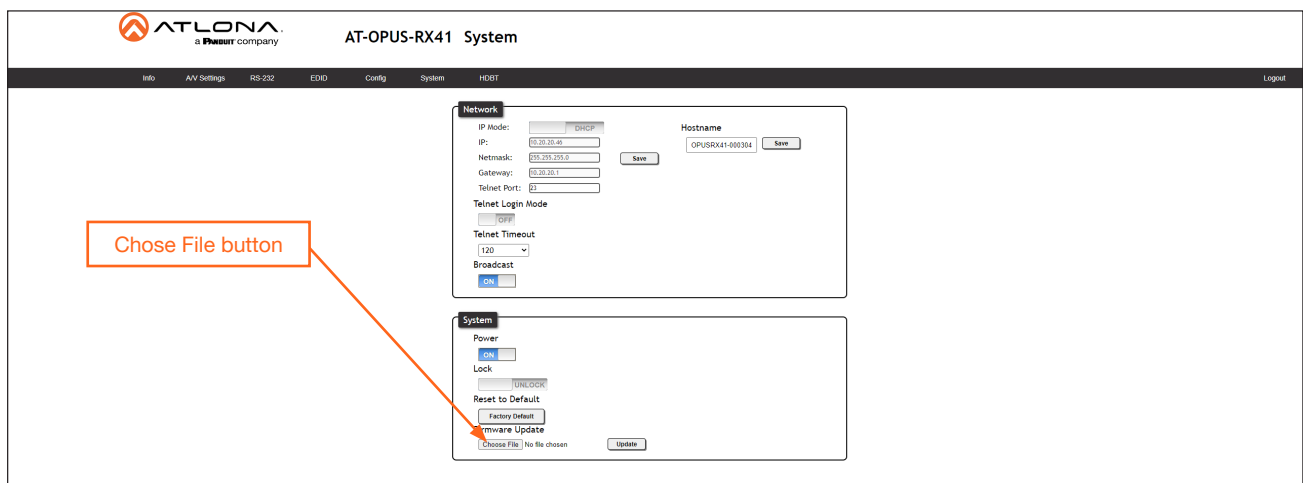 ATLONA.
a PANDUIT company
AT-OPUS-RX41 System
Info A/V Settings RS-232 EDID Config System HDBT Logout
Network
IP Mode: DHCP
Hostname
IP: 10.20.20.46
OPUSRX41-000304 Save
Netmask: 255.255.255.0 Save
Gateway: 10.20.20.1
Telnet Port: 23
Telnet Login Mode
OFF
Telnet Timeout
120
Broadcast
ON
Chose File button
System
Power
ON
Lock
UNLOCK
Reset to Default
Factory Default
Firmware Update
Choose File No file chosen Update